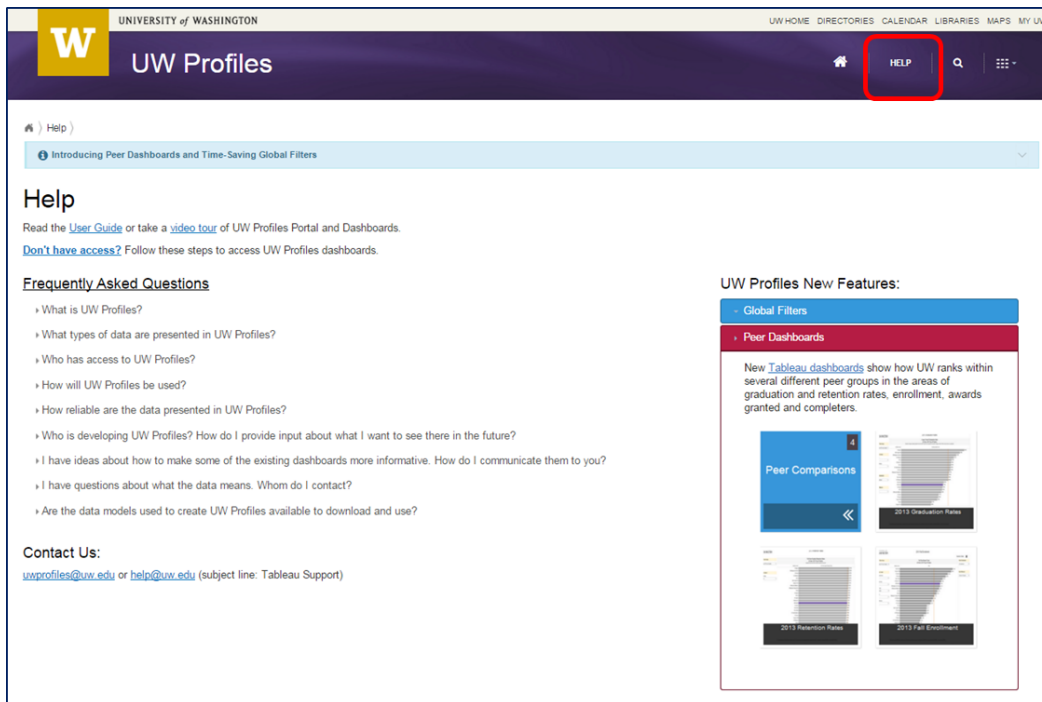 W
UNIVERSITY of WASHINGTON
UW HOME DIRECTORIES CALENDAR LIBRARIES MAPS MY UW
UW Profiles
HELP
Help
Introducing Peer Dashboards and Time-Saving Global Filters
Help
Read the User Guide or take a video tour of UW Profiles Portal and Dashboards.
Don't have access? Follow these steps to access UW Profiles dashboards.
Frequently Asked Questions
What is UW Profiles?
What types of data are presented in UW Profiles?
Who has access to UW Profiles?
How will UW Profiles be used?
How reliable are the data presented in UW Profiles?
Who is developing UW Profiles? How do I provide input about what I want to see there in the future?
I have ideas about how to make some of the existing dashboards more informative. How do I communicate them to you?
I have questions about what the data means. Whom do I contact?
Are the data models used to create UW Profiles available to download and use?
Contact Us:
uwprofiles@uw.edu or help@uw.edu (subject line: Tableau Support)
UW Profiles New Features:
Global Filters
Peer Dashboards
New Tableau dashboards show how UW ranks within
several different peer groups in the areas of
graduation and retention rates, enrollment, awards
granted and completers.
4
Peer Comparisons
2013 Graduation Rates
2013 Retention Rates
2013 Fall Enrollment